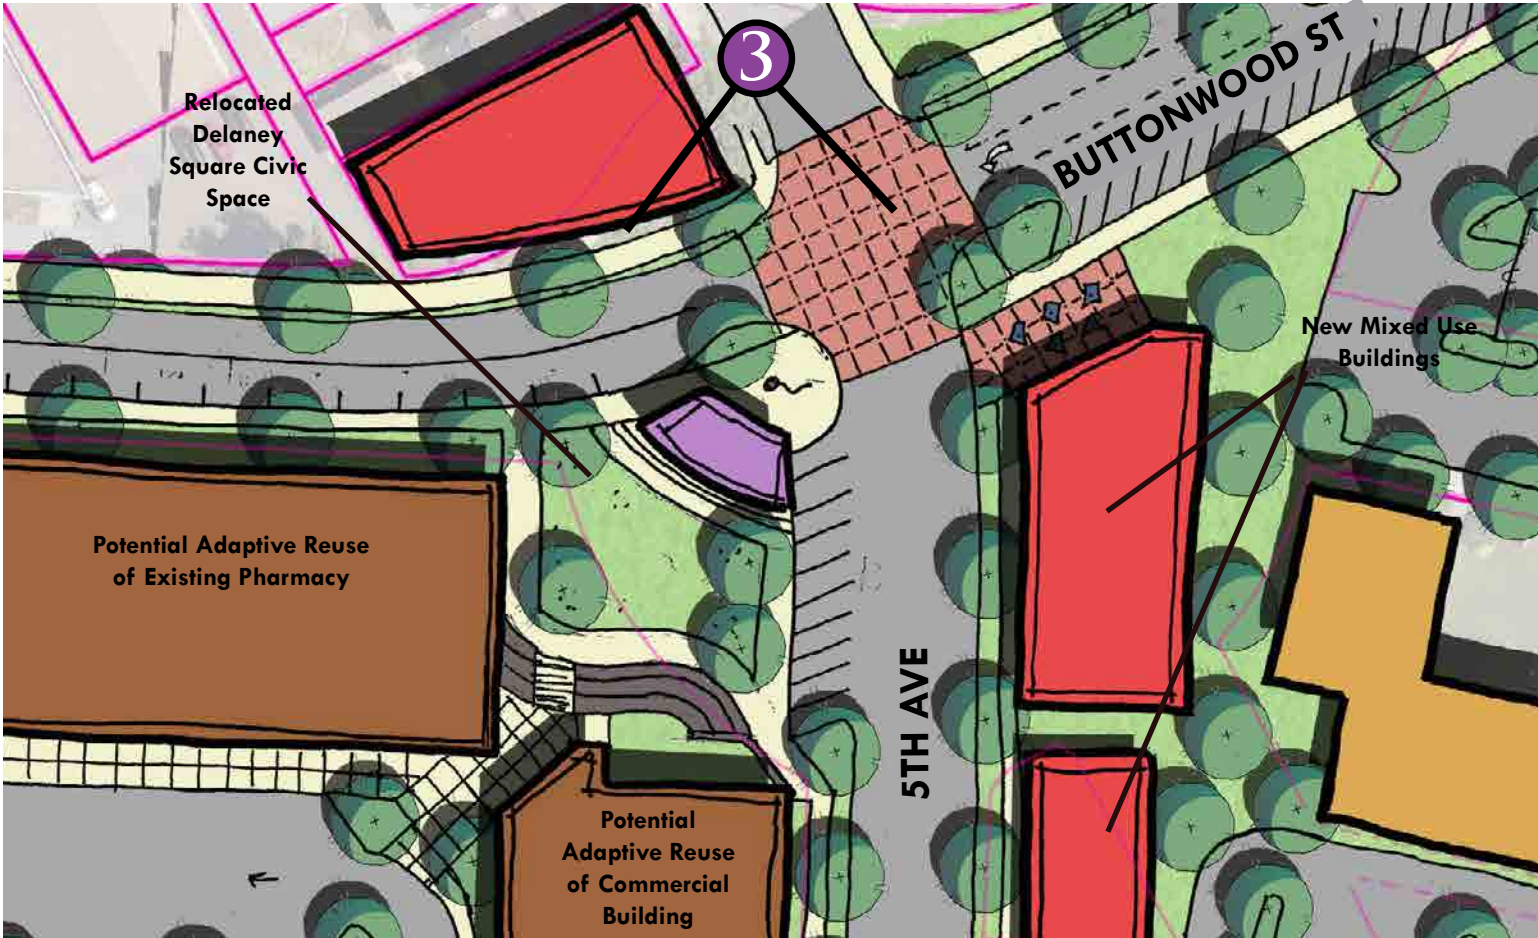 3
BUTTONWOOD ST
Relocated
Delaney
Square Civic
Space
New Mixed Use
Buildings
Potential Adaptive Reuse
of Existing Pharmacy
5TH AVE
Potential
Adaptive Reuse
of Commercial
Building